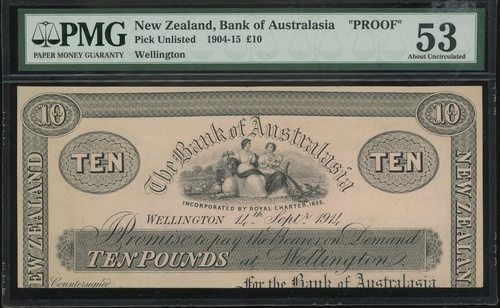 PMG
PAPER MONEY GUARANTY
New Zealand, Bank of Australasia "PROOF"
Pick Unlisted 1904-15 £10
Wellington
53
About Uncirculated
10
10
The Bank of Australasia
TEN
TEN
INCORPORATED BY ROYAL CHARTER, 1835.
NEW ZEALAND
NEW ZEALAN
WELLINGTON 14th Septr. 1914
Promise to pay the Bearer on Demand
TEN POUNDS at Wellington
For the Bank of Australasia
Countersigned